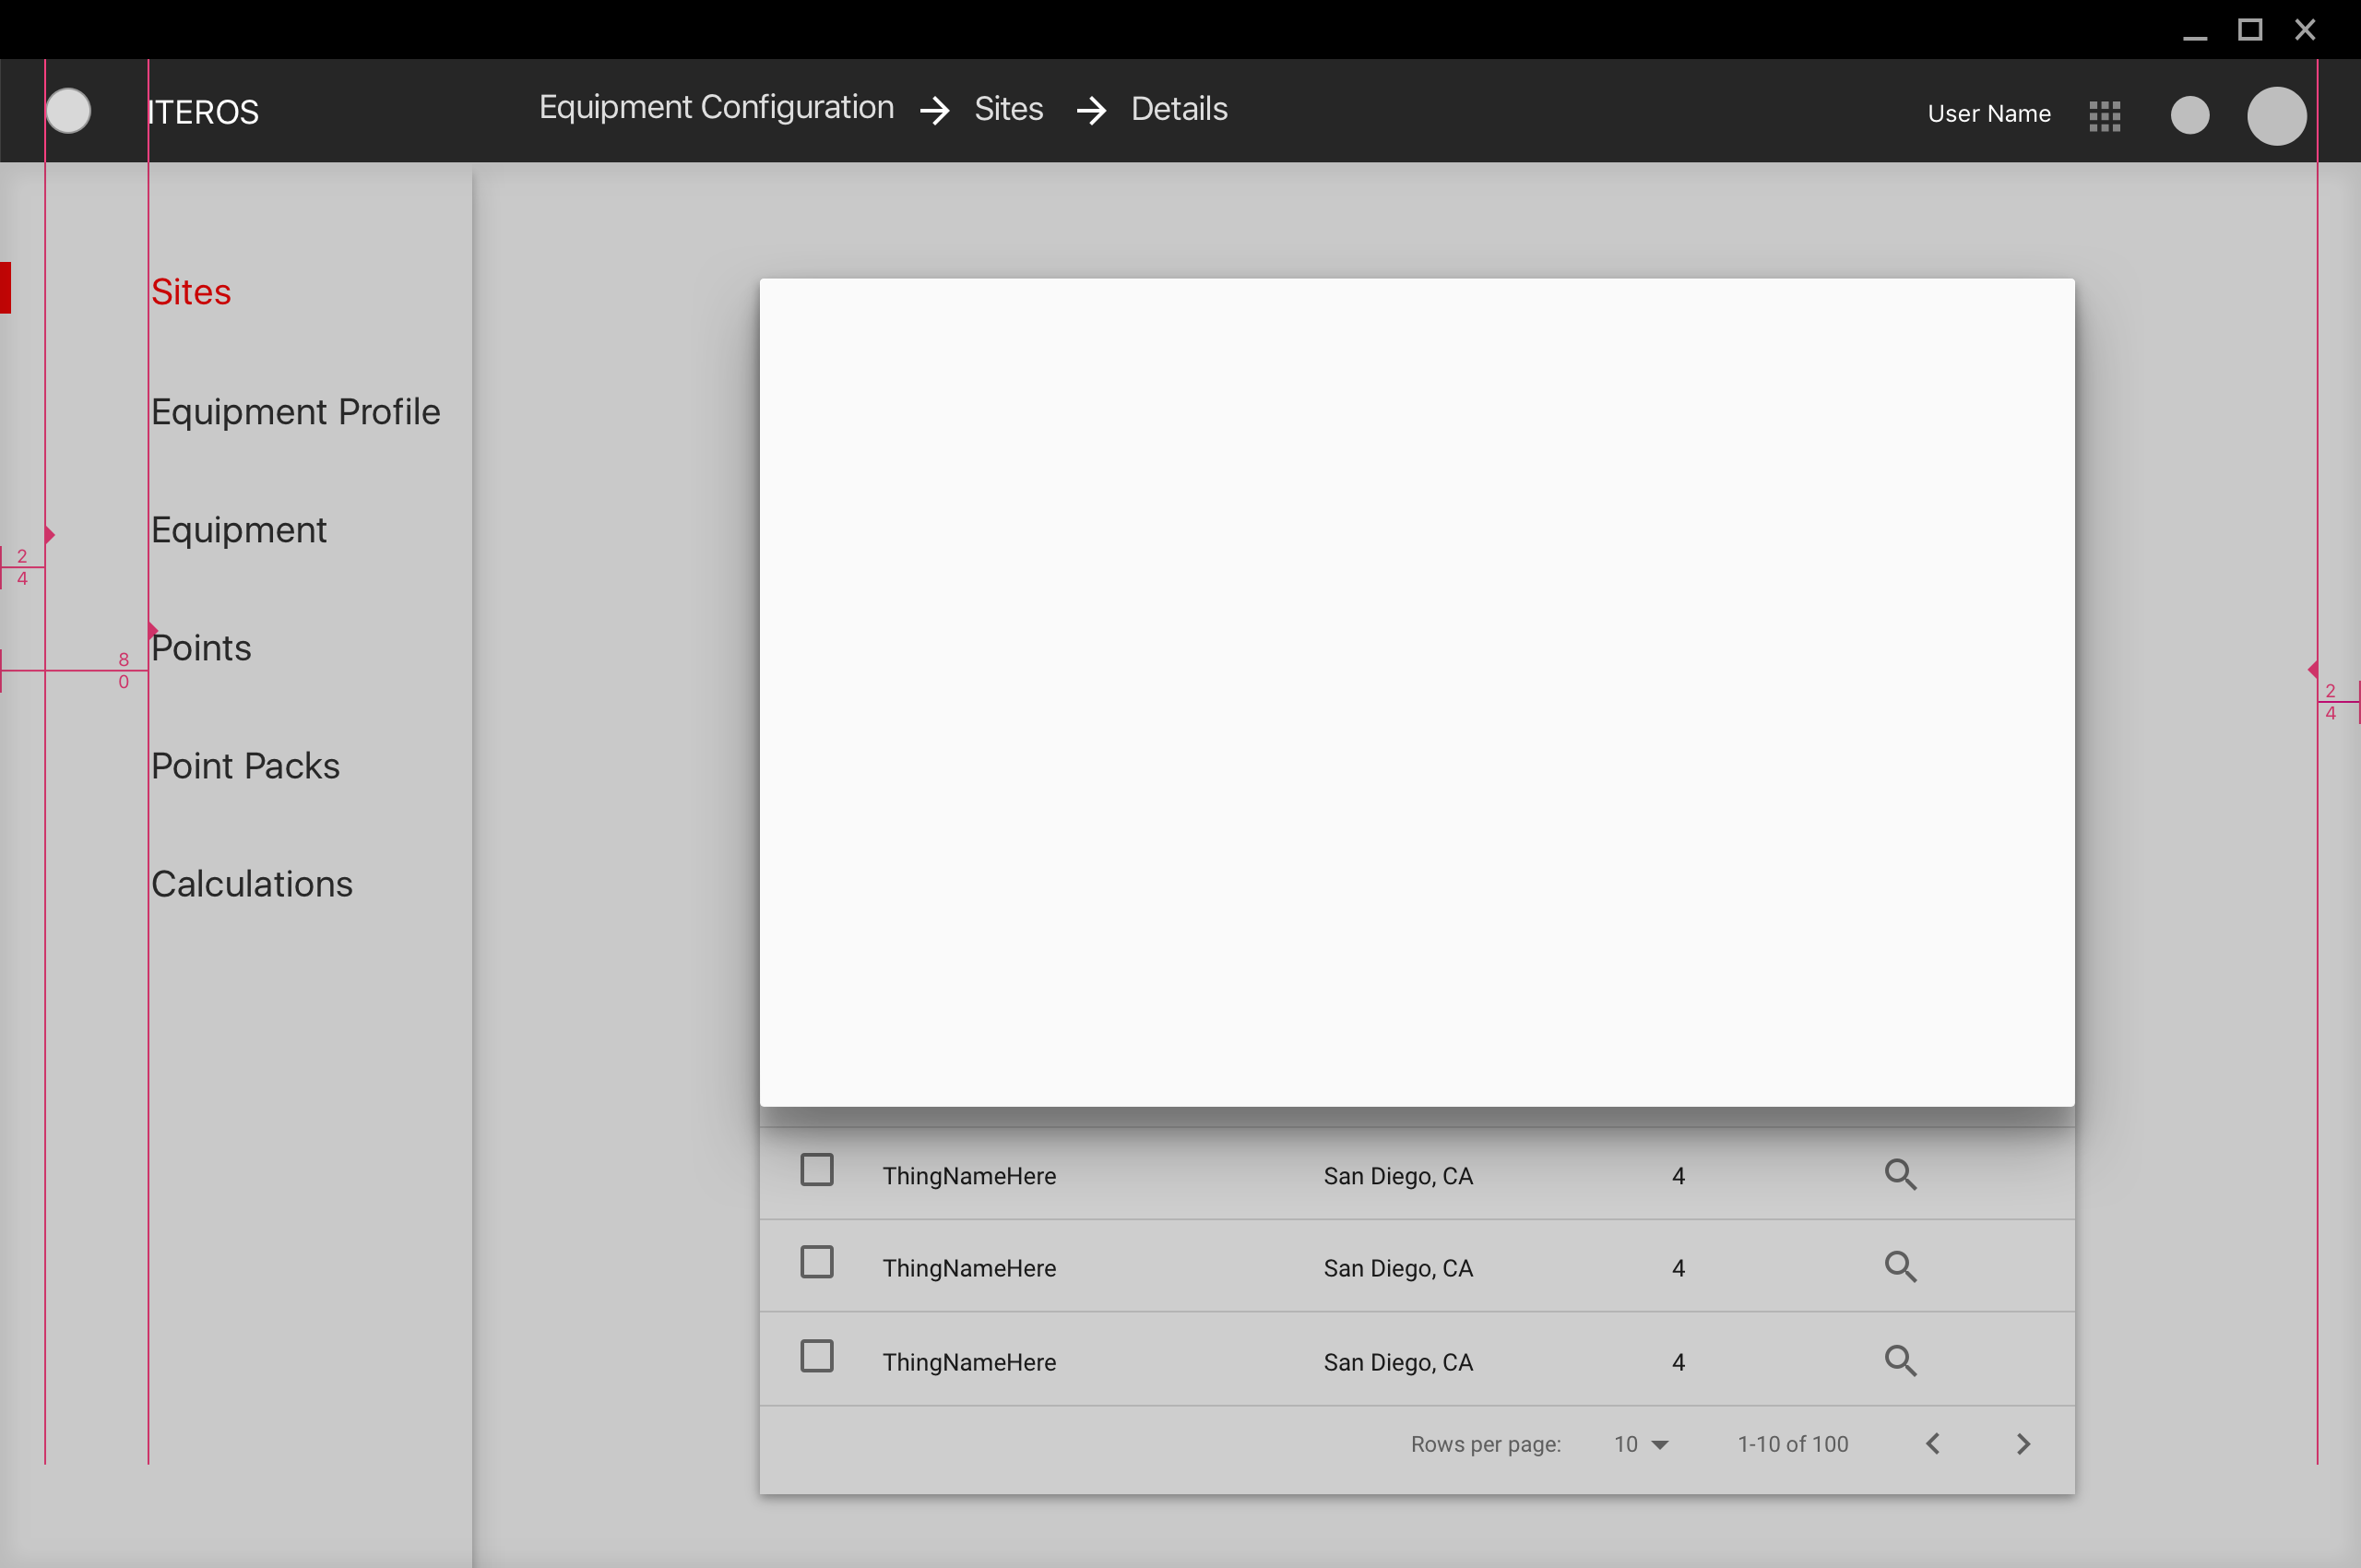 ITEROS
Equipment Configuration → Sites → Details
User Name
Sites
Equipment Profile
Equipment
24
Points
80
24
Point Packs
Calculations
ThingNameHere San Diego, CA 4
ThingNameHere San Diego, CA 4
ThingNameHere San Diego, CA 4
Rows per page: 10 1-10 of 100